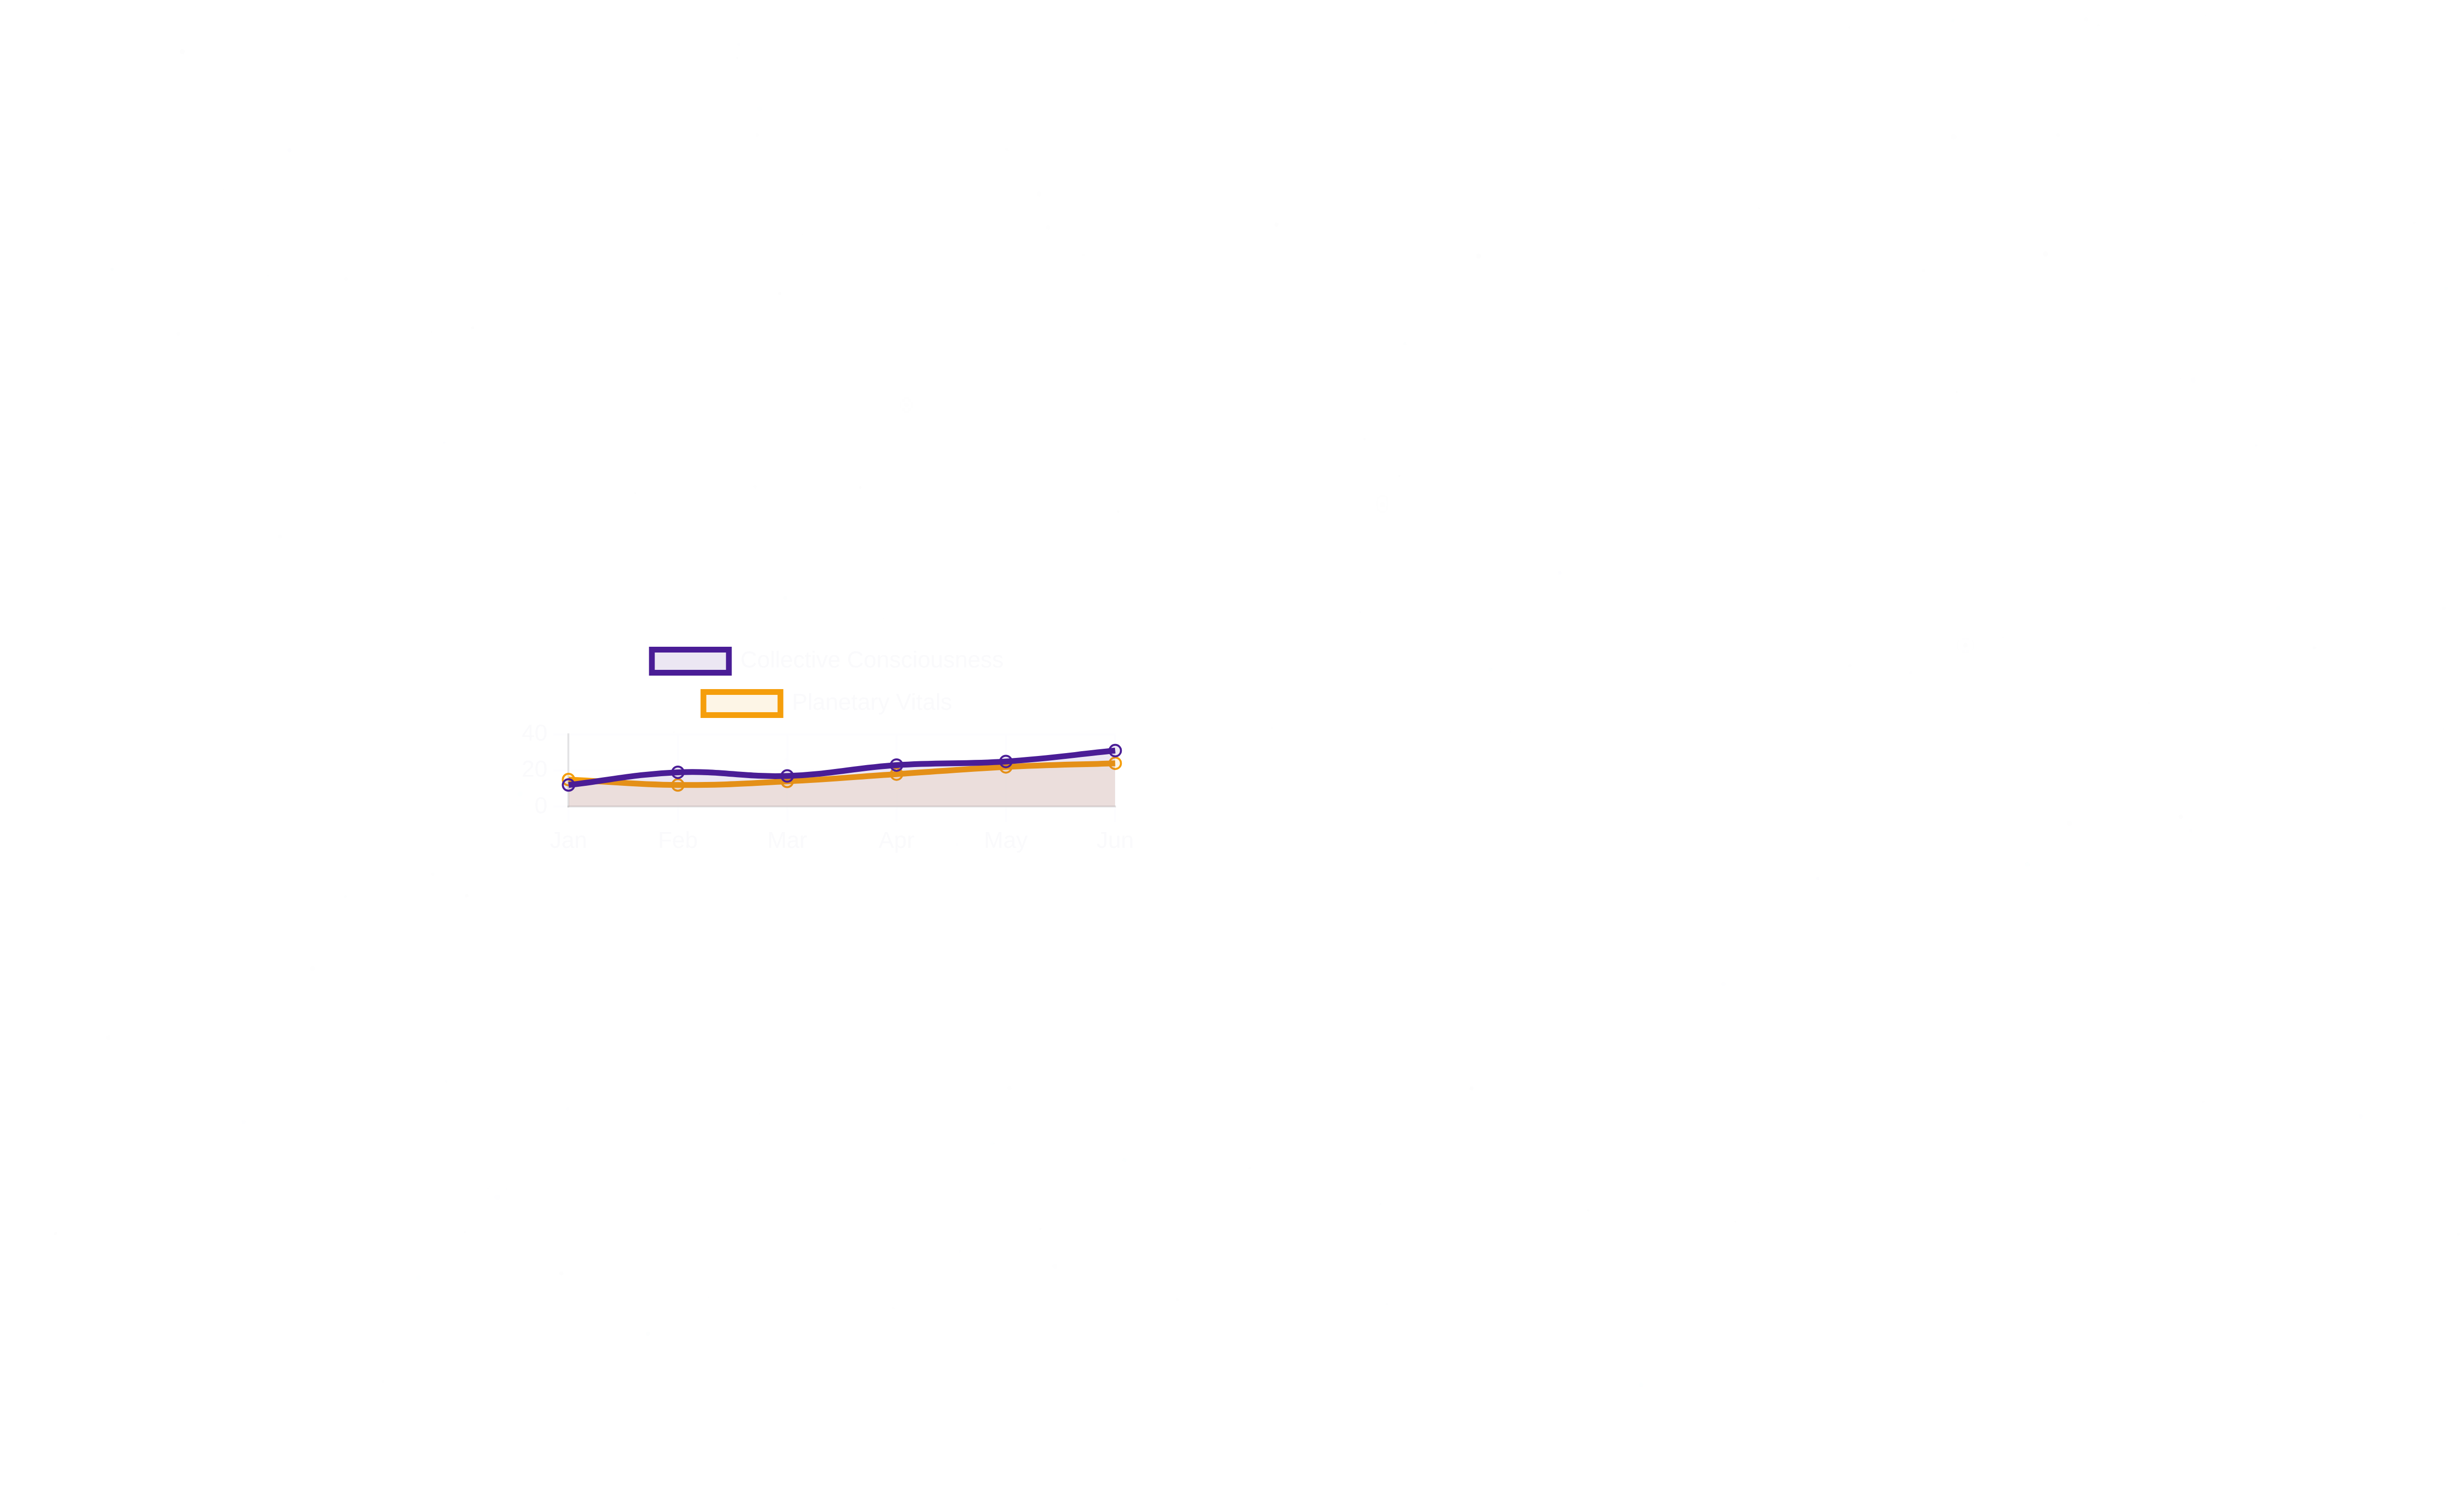 Collective Consciousness
Planetary Vitals
40
20
0
Jan Feb Mar Apr May Jun